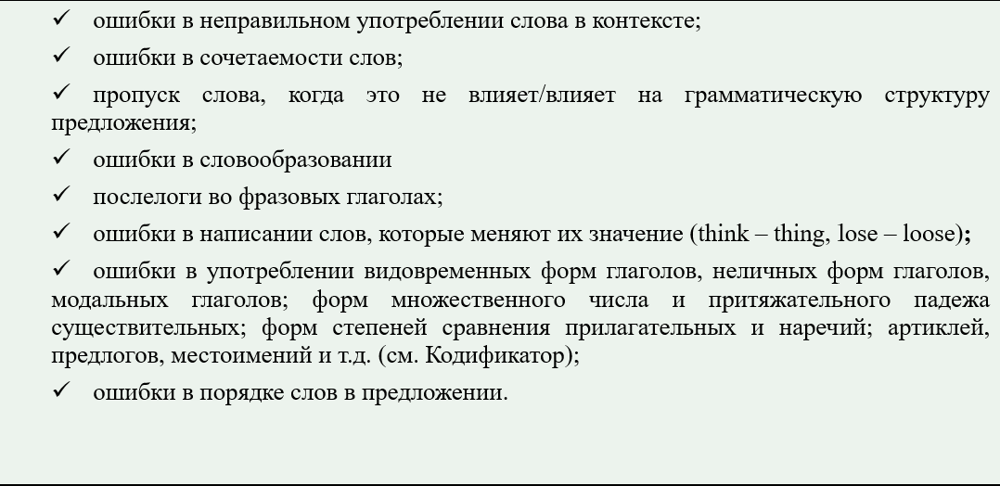 ✓ ошибки в неправильном употреблении слова в контексте;
✓ ошибки в сочетаемости слов;
✓ пропуск слова, когда это не влияет/влияет на грамматическую структуру
предложения;
✓ ошибки в словообразовании
✓ послелоги во фразовых глаголах;
✓ ошибки в написании слов, которые меняют их значение (think – thing, lose – loose);
✓ ошибки в употреблении видовременных форм глаголов, неличных форм глаголов,
модальных глаголов; форм множественного числа и притяжательного падежа
существительных; форм степеней сравнения прилагательных и наречий; артиклей,
предлогов, местоимений и т.д. (см. Кодификатор);
✓ ошибки в порядке слов в предложении.